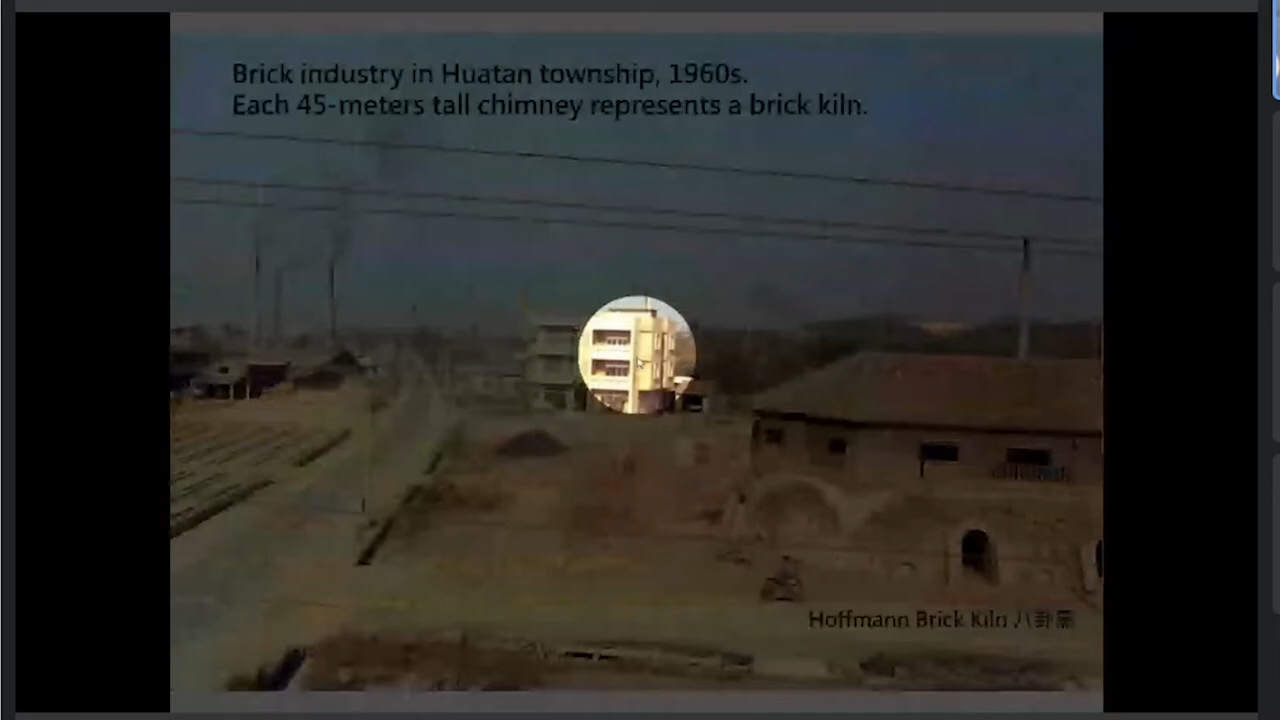 Brick industry in Huatan township, 1960s.
Each 45-meters tall chimney represents a brick kiln.
Hoffmann Brick Kiln 八卦窯